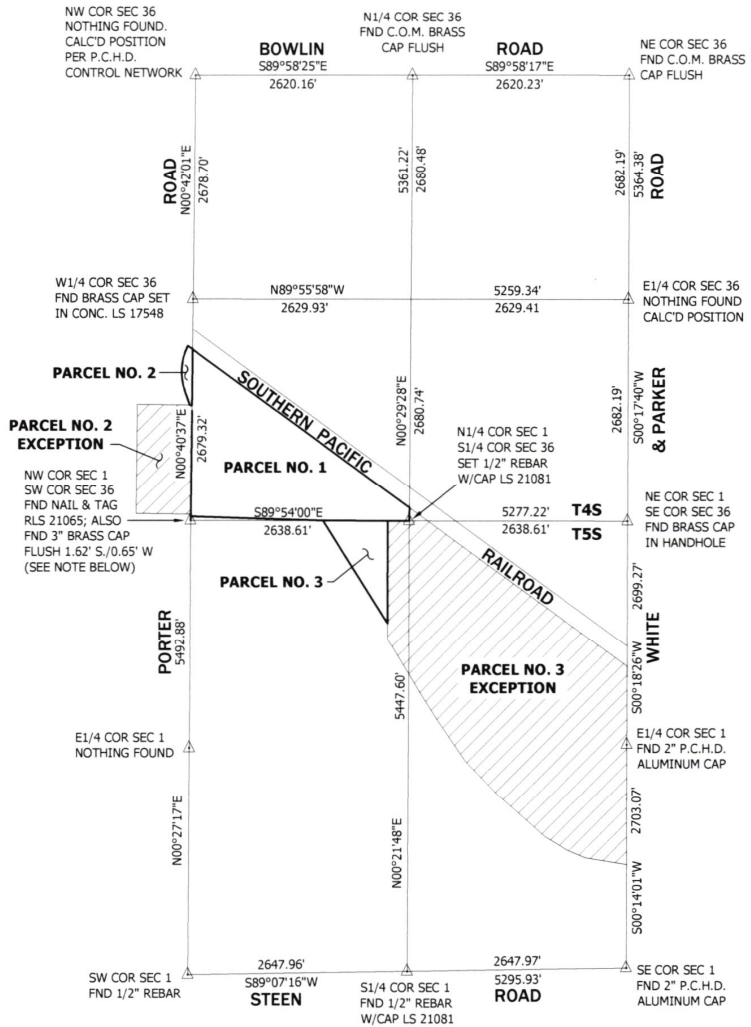 NW COR SEC 36
NOTHING FOUND.
CALC'D POSITION
PER P.C.H.D.
CONTROL NETWORK
BOWLIN
S89°58'25"E
2620.16'
N1/4 COR SEC 36
FND C.O.M. BRASS
CAP FLUSH
ROAD
S89°58'17"E
2620.23'
NE COR SEC 36
FND C.O.M. BRASS
CAP FLUSH
ROAD
N00°42'01"E
2678.70'
5361.22'
2680.48'
2682.19'
5364.38'
ROAD
W1/4 COR SEC 36
FND BRASS CAP SET
IN CONC. LS 17548
N89°55'58"W
2629.93'
5259.34'
2629.41
E1/4 COR SEC 36
NOTHING FOUND
CALC'D POSITION
PARCEL NO. 2
SOUTHERN PACIFIC
N00°29'28"E
2680.74'
2682.19'
S00°17'40"W
& PARKER
PARCEL NO. 2
EXCEPTION
N00°40'37"E
2679.32'
PARCEL NO. 1
N1/4 COR SEC 1
S1/4 COR SEC 36
SET 1/2" REBAR
W/CAP LS 21081
NW COR SEC 1
SW COR SEC 36
FND NAIL & TAG
RLS 21065; ALSO
FND 3" BRASS CAP
FLUSH 1.62' S./0.65' W
(SEE NOTE BELOW)
S89°54'00"E
2638.61'
5277.22'
2638.61'
T4S
T5S
NE COR SEC 1
SE COR SEC 36
FND BRASS CAP
IN HANDHOLE
PARCEL NO. 3
RAILROAD
2699.27'
S00°18'26"W
WHITE
PORTER
5492.88'
5447.60'
PARCEL NO. 3
EXCEPTION
E1/4 COR SEC 1
NOTHING FOUND
E1/4 COR SEC 1
FND 2" P.C.H.D.
ALUMINUM CAP
N00°27'17"E
N00°21'48"E
2703.07'
S00°14'01"W
SW COR SEC 1
FND 1/2" REBAR
2647.96'
S89°07'16"W
STEEN
S1/4 COR SEC 1
FND 1/2" REBAR
W/CAP LS 21081
2647.97'
5295.93'
ROAD
SE COR SEC 1
FND 2" P.C.H.D.
ALUMINUM CAP